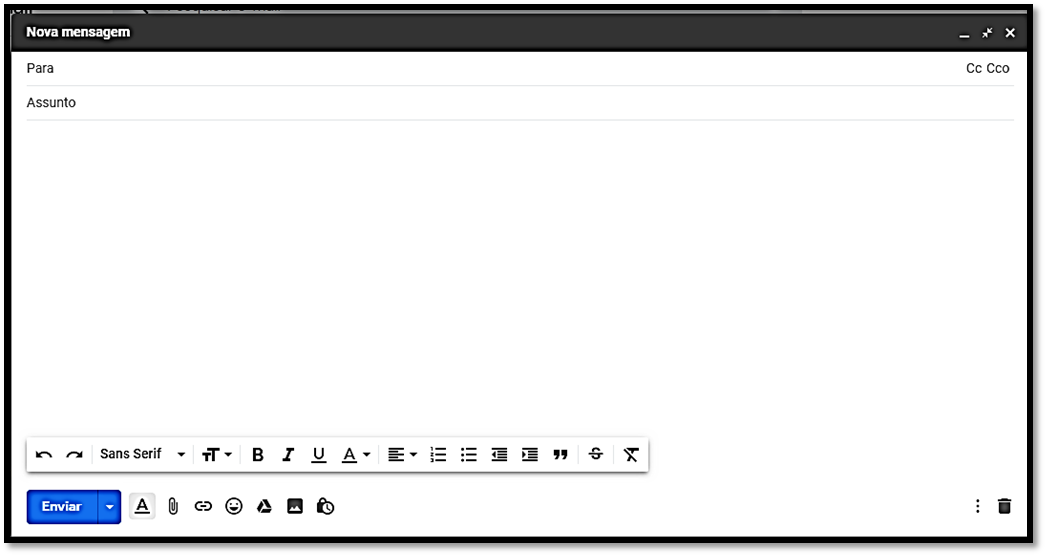 Nova mensagem
Para Cc Cco
Assunto
Sans Serif
Enviar